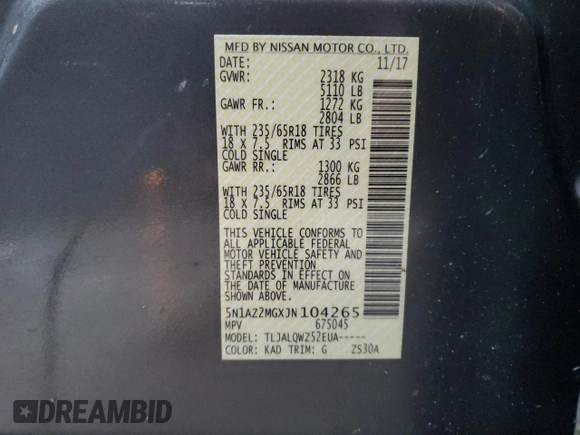 MFD BY NISSAN MOTOR CO., LTD.
DATE: 11/17
GVWR: 2318 KG
5110 LB
GAWR FR.: 1272 KG
2804 LB
WITH 235/65R18 TIRES
18 X 7.5 RIMS AT 33 PSI
COLD SINGLE
GAWR RR.: 1300 KG
2866 LB
WITH 235/65R18 TIRES
18 X 7.5 RIMS AT 33 PSI
COLD SINGLE
THIS VEHICLE CONFORMS TO
ALL APPLICABLE FEDERAL
MOTOR VEHICLE SAFETY AND
THEFT PREVENTION
STANDARDS IN EFFECT ON
THE DATE OF MANUFACTURE
SHOWN ABOVE.
5N1AZ2MGXJN104265
MPV 675045
MODEL: TLJALQWZ52EUA-----
COLOR: KAD TRIM: G ZS30A
DREAMBID